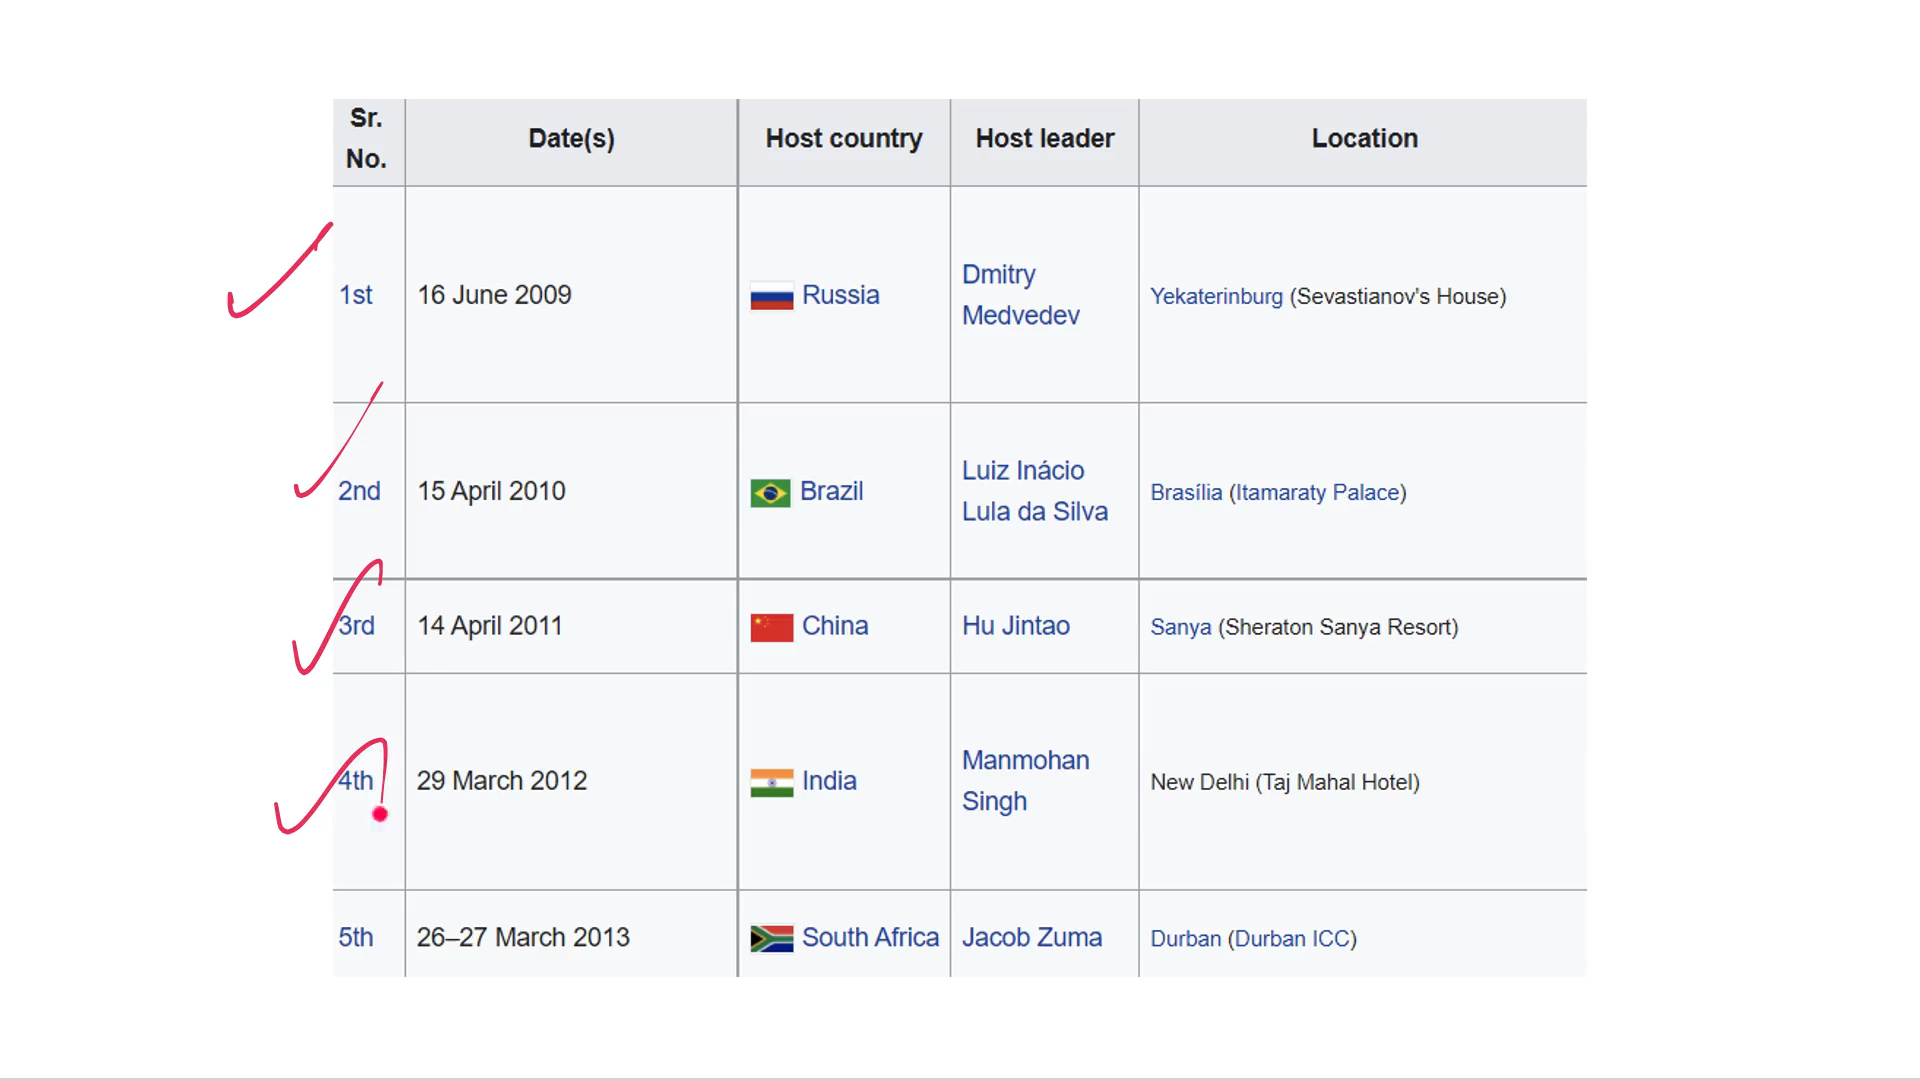 Sr. No. Date(s) Host country Host leader Location
1st 16 June 2009 Russia Dmitry Medvedev Yekaterinburg (Sevastianov's House)
2nd 15 April 2010 Brazil Luiz Inácio Lula da Silva Brasília (Itamaraty Palace)
3rd 14 April 2011 China Hu Jintao Sanya (Sheraton Sanya Resort)
4th 29 March 2012 India Manmohan Singh New Delhi (Taj Mahal Hotel)
5th 26–27 March 2013 South Africa Jacob Zuma Durban (Durban ICC)